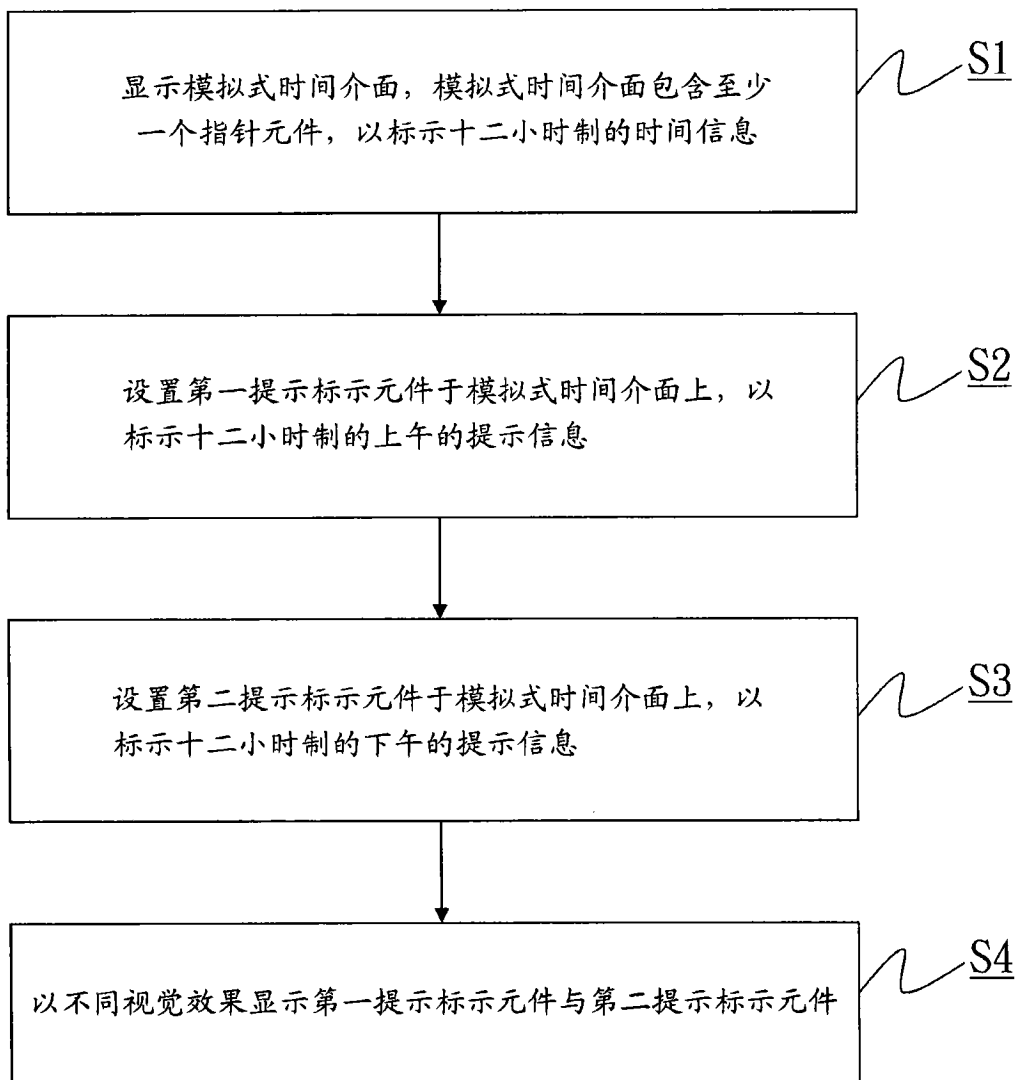 显示模拟式时间介面，模拟式时间介面包含至少
一个指针元件，以标示十二小时制的时间信息
S1
设置第一提示标示元件于模拟式时间介面上，以
标示十二小时制的上午的提示信息
S2
设置第二提示标示元件于模拟式时间介面上，以
标示十二小时制的下午的提示信息
S3
以不同视觉效果显示第一提示标示元件与第二提示标示元件
S4